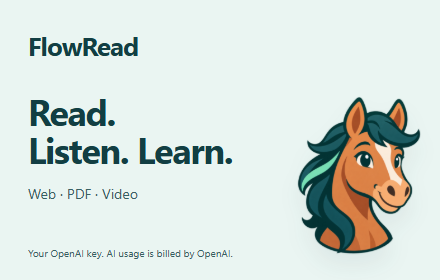 FlowRead
Read.
Listen. Learn.
Web · PDF · Video
Your OpenAI key. AI usage is billed by OpenAI.